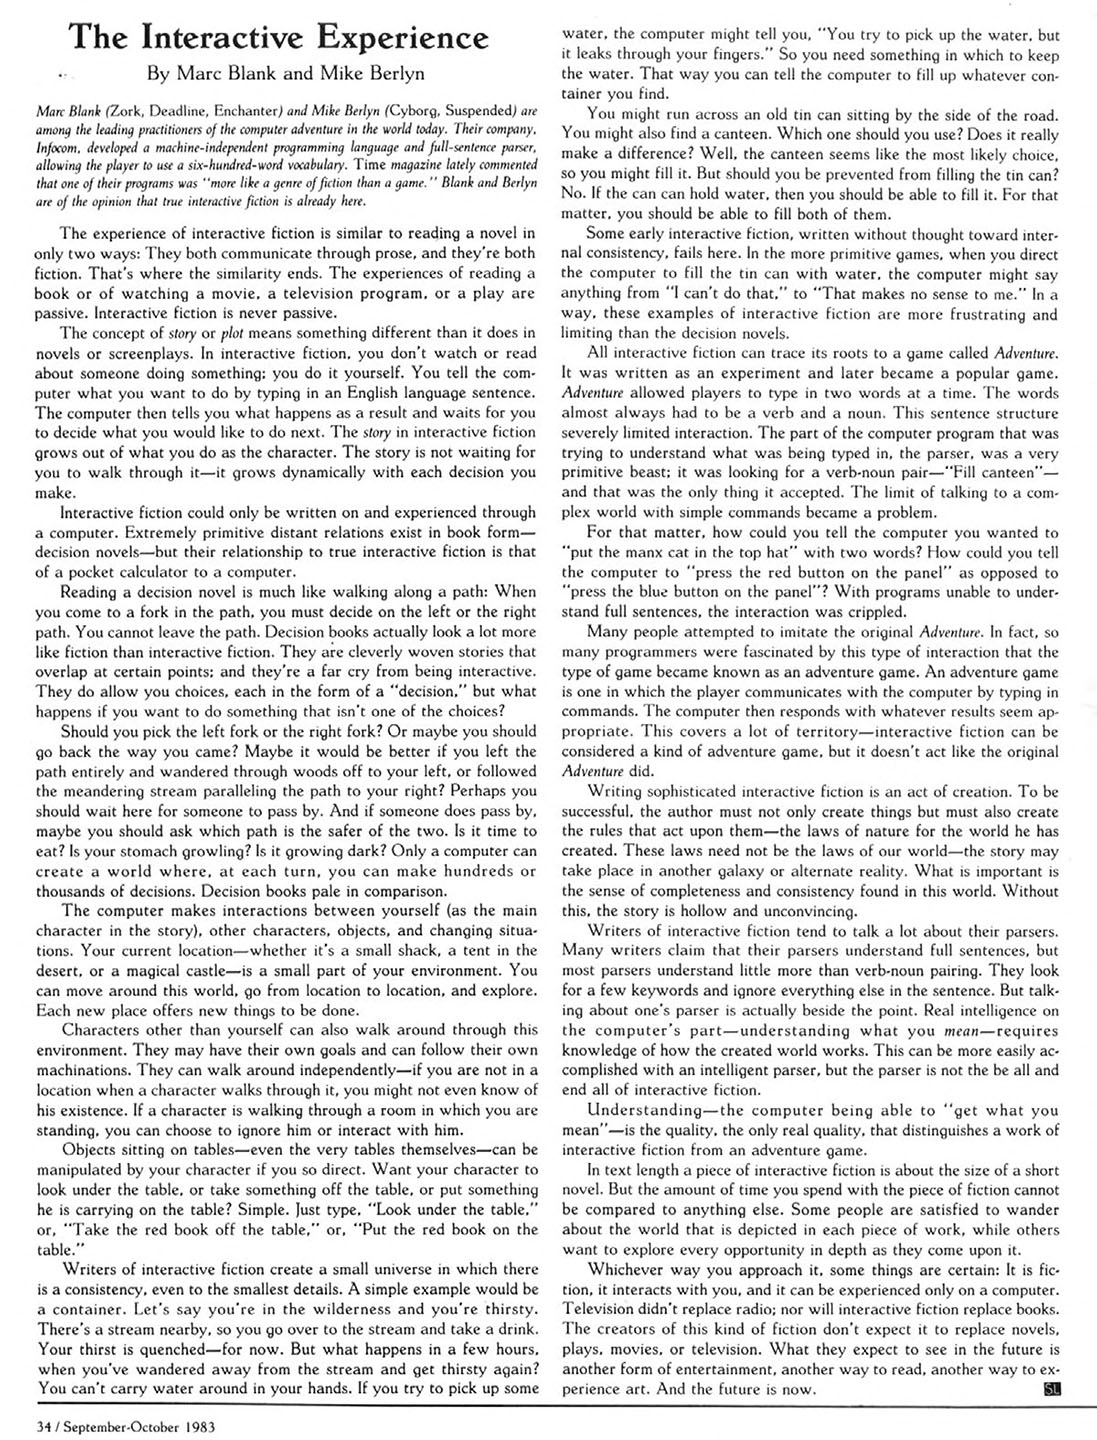 The Interactive Experience
By Marc Blank and Mike Berlyn
Marc Blank (Zork, Deadline, Enchanter) and Mike Berlyn (Cyborg, Suspended) are
among the leading practitioners of the computer adventure in the world today. Their company,
Infocom, developed a machine-independent programming language and full-sentence parser,
allowing the player to use a six-hundred-word vocabulary. Time magazine lately commented
that one of their programs was "more like a genre of fiction than a game." Blank and Berlyn
are of the opinion that true interactive fiction is already here.
The experience of interactive fiction is similar to reading a novel in
only two ways: They both communicate through prose, and they're both
fiction. That's where the similarity ends. The experiences of reading a
book or of watching a movie, a television program, or a play are
passive. Interactive fiction is never passive.
The concept of story or plot means something different than it does in
novels or screenplays. In interactive fiction, you don't watch or read
about someone doing something; you do it yourself. You tell the com-
puter what you want to do by typing in an English language sentence.
The computer then tells you what happens as a result and waits for you
to decide what you would like to do next. The story in interactive fiction
grows out of what you do as the character. The story is not waiting for
you to walk through it—it grows dynamically with each decision you
make.
Interactive fiction could only be written on and experienced through
a computer. Extremely primitive distant relations exist in book form—
decision novels—but their relationship to true interactive fiction is that
of a pocket calculator to a computer.
Reading a decision novel is much like walking along a path: When
you come to a fork in the path, you must decide on the left or the right
path. You cannot leave the path. Decision books actually look a lot more
like fiction than interactive fiction. They are cleverly woven stories that
overlap at certain points; and they're a far cry from being interactive.
They do allow you choices, each in the form of a "decision," but what
happens if you want to do something that isn't one of the choices?
Should you pick the left fork or the right fork? Or maybe you should
go back the way you came? Maybe it would be better if you left the
path entirely and wandered through woods off to your left, or followed
the meandering stream paralleling the path to your right? Perhaps you
should wait here for someone to pass by. And if someone does pass by,
maybe you should ask which path is the safer of the two. Is it time to
eat? Is your stomach growling? Is it growing dark? Only a computer can
create a world where, at each turn, you can make hundreds or
thousands of decisions. Decision books pale in comparison.
The computer makes interactions between yourself (as the main
character in the story), other characters, objects, and changing situa-
tions. Your current location—whether it's a small shack, a tent in the
desert, or a magical castle—is a small part of your environment. You
can move around this world, go from location to location, and explore.
Each new place offers new things to be done.
Characters other than yourself can also walk around through this
environment. They may have their own goals and can follow their own
machinations. They can walk around independently—if you are not in a
location when a character walks through it, you might not even know of
his existence. If a character is walking through a room in which you are
standing, you can choose to ignore him or interact with him.
Objects sitting on tables—even the very tables themselves—can be
manipulated by your character if you so direct. Want your character to
look under the table, or take something off the table, or put something
he is carrying on the table? Simple. Just type, "Look under the table,"
or, "Take the red book off the table," or, "Put the red book on the
table."
Writers of interactive fiction create a small universe in which there
is a consistency, even to the smallest details. A simple example would be
a container. Let's say you're in the wilderness and you're thirsty.
There's a stream nearby, so you go over to the stream and take a drink.
Your thirst is quenched—for now. But what happens in a few hours,
when you've wandered away from the stream and get thirsty again?
You can't carry water around in your hands. If you try to pick up some
water, the computer might tell you, "You try to pick up the water, but
it leaks through your fingers." So you need something in which to keep
the water. That way you can tell the computer to fill up whatever con-
tainer you find.
You might run across an old tin can sitting by the side of the road.
You might also find a canteen. Which one should you use? Does it really
make a difference? Well, the canteen seems like the most likely choice,
so you might fill it. But should you be prevented from filling the tin can?
No. If the can can hold water, then you should be able to fill it. For that
matter, you should be able to fill both of them.
Some early interactive fiction, written without thought toward inter-
nal consistency, fails here. In the more primitive games, when you direct
the computer to fill the tin can with water, the computer might say
anything from "I can't do that," to "That makes no sense to me." In a
way, these examples of interactive fiction are more frustrating and
limiting than the decision novels.
All interactive fiction can trace its roots to a game called Adventure.
It was written as an experiment and later became a popular game.
Adventure allowed players to type in two words at a time. The words
almost always had to be a verb and a noun. This sentence structure
severely limited interaction. The part of the computer program that was
trying to understand what was being typed in, the parser, was a very
primitive beast; it was looking for a verb-noun pair—"Fill canteen"—
and that was the only thing it accepted. The limit of talking to a com-
plex world with simple commands became a problem.
For that matter, how could you tell the computer you wanted to
"put the manx cat in the top hat" with two words? How could you tell
the computer to "press the red button on the panel" as opposed to
"press the blue button on the panel"? With programs unable to under-
stand full sentences, the interaction was crippled.
Many people attempted to imitate the original Adventure. In fact, so
many programmers were fascinated by this type of interaction that the
type of game became known as an adventure game. An adventure game
is one in which the player communicates with the computer by typing in
commands. The computer then responds with whatever results seem ap-
propriate. This covers a lot of territory—interactive fiction can be
considered a kind of adventure game, but it doesn't act like the original
Adventure did.
Writing sophisticated interactive fiction is an act of creation. To be
successful, the author must not only create things but must also create
the rules that act upon them—the laws of nature for the world he has
created. These laws need not be the laws of our world—the story may
take place in another galaxy or alternate reality. What is important is
the sense of completeness and consistency found in this world. Without
this, the story is hollow and unconvincing.
Writers of interactive fiction tend to talk a lot about their parsers.
Many writers claim that their parsers understand full sentences, but
most parsers understand little more than verb-noun pairing. They look
for a few keywords and ignore everything else in the sentence. But talk-
ing about one's parser is actually beside the point. Real intelligence on
the computer's part—understanding what you mean—requires
knowledge of how the created world works. This can be more easily ac-
complished with an intelligent parser, but the parser is not the be all and
end all of interactive fiction.
Understanding—the computer being able to "get what you
mean"—is the quality, the only real quality, that distinguishes a work of
interactive fiction from an adventure game.
In text length a piece of interactive fiction is about the size of a short
novel. But the amount of time you spend with the piece of fiction cannot
be compared to anything else. Some people are satisfied to wander
about the world that is depicted in each piece of work, while others
want to explore every opportunity in depth as they come upon it.
Whichever way you approach it, some things are certain: It is fic-
tion, it interacts with you, and it can be experienced only on a computer.
Television didn't replace radio; nor will interactive fiction replace books.
The creators of this kind of fiction don't expect it to replace novels,
plays, movies, or television. What they expect to see in the future is
another form of entertainment, another way to read, another way to ex-
perience art. And the future is now. SL
34 / September-October 1983